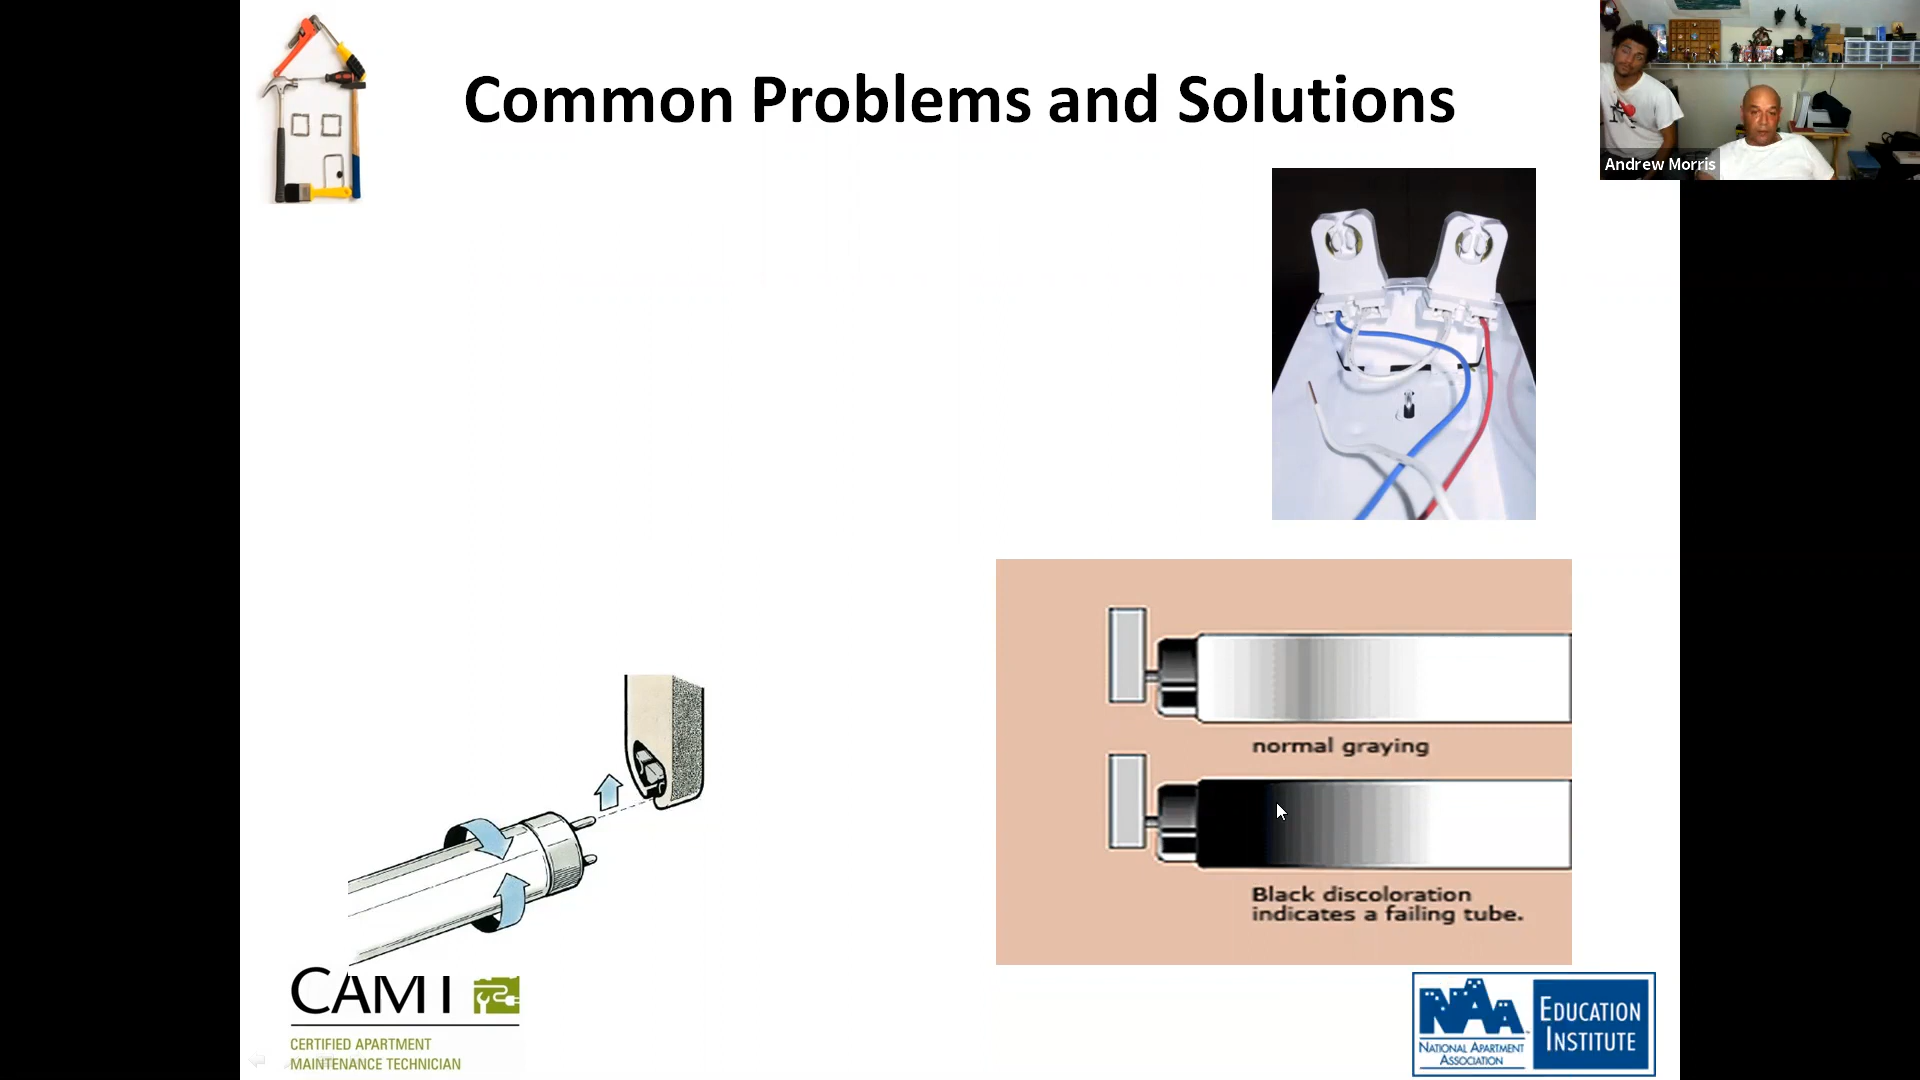 Common Problems and Solutions
Andrew Morris
normal graying
Black discoloration
indicates a failing tube.
CAMT
CERTIFIED APARTMENT
MAINTENANCE TECHNICIAN
NAA
NATIONAL APARTMENT
ASSOCIATION
EDUCATION
INSTITUTE